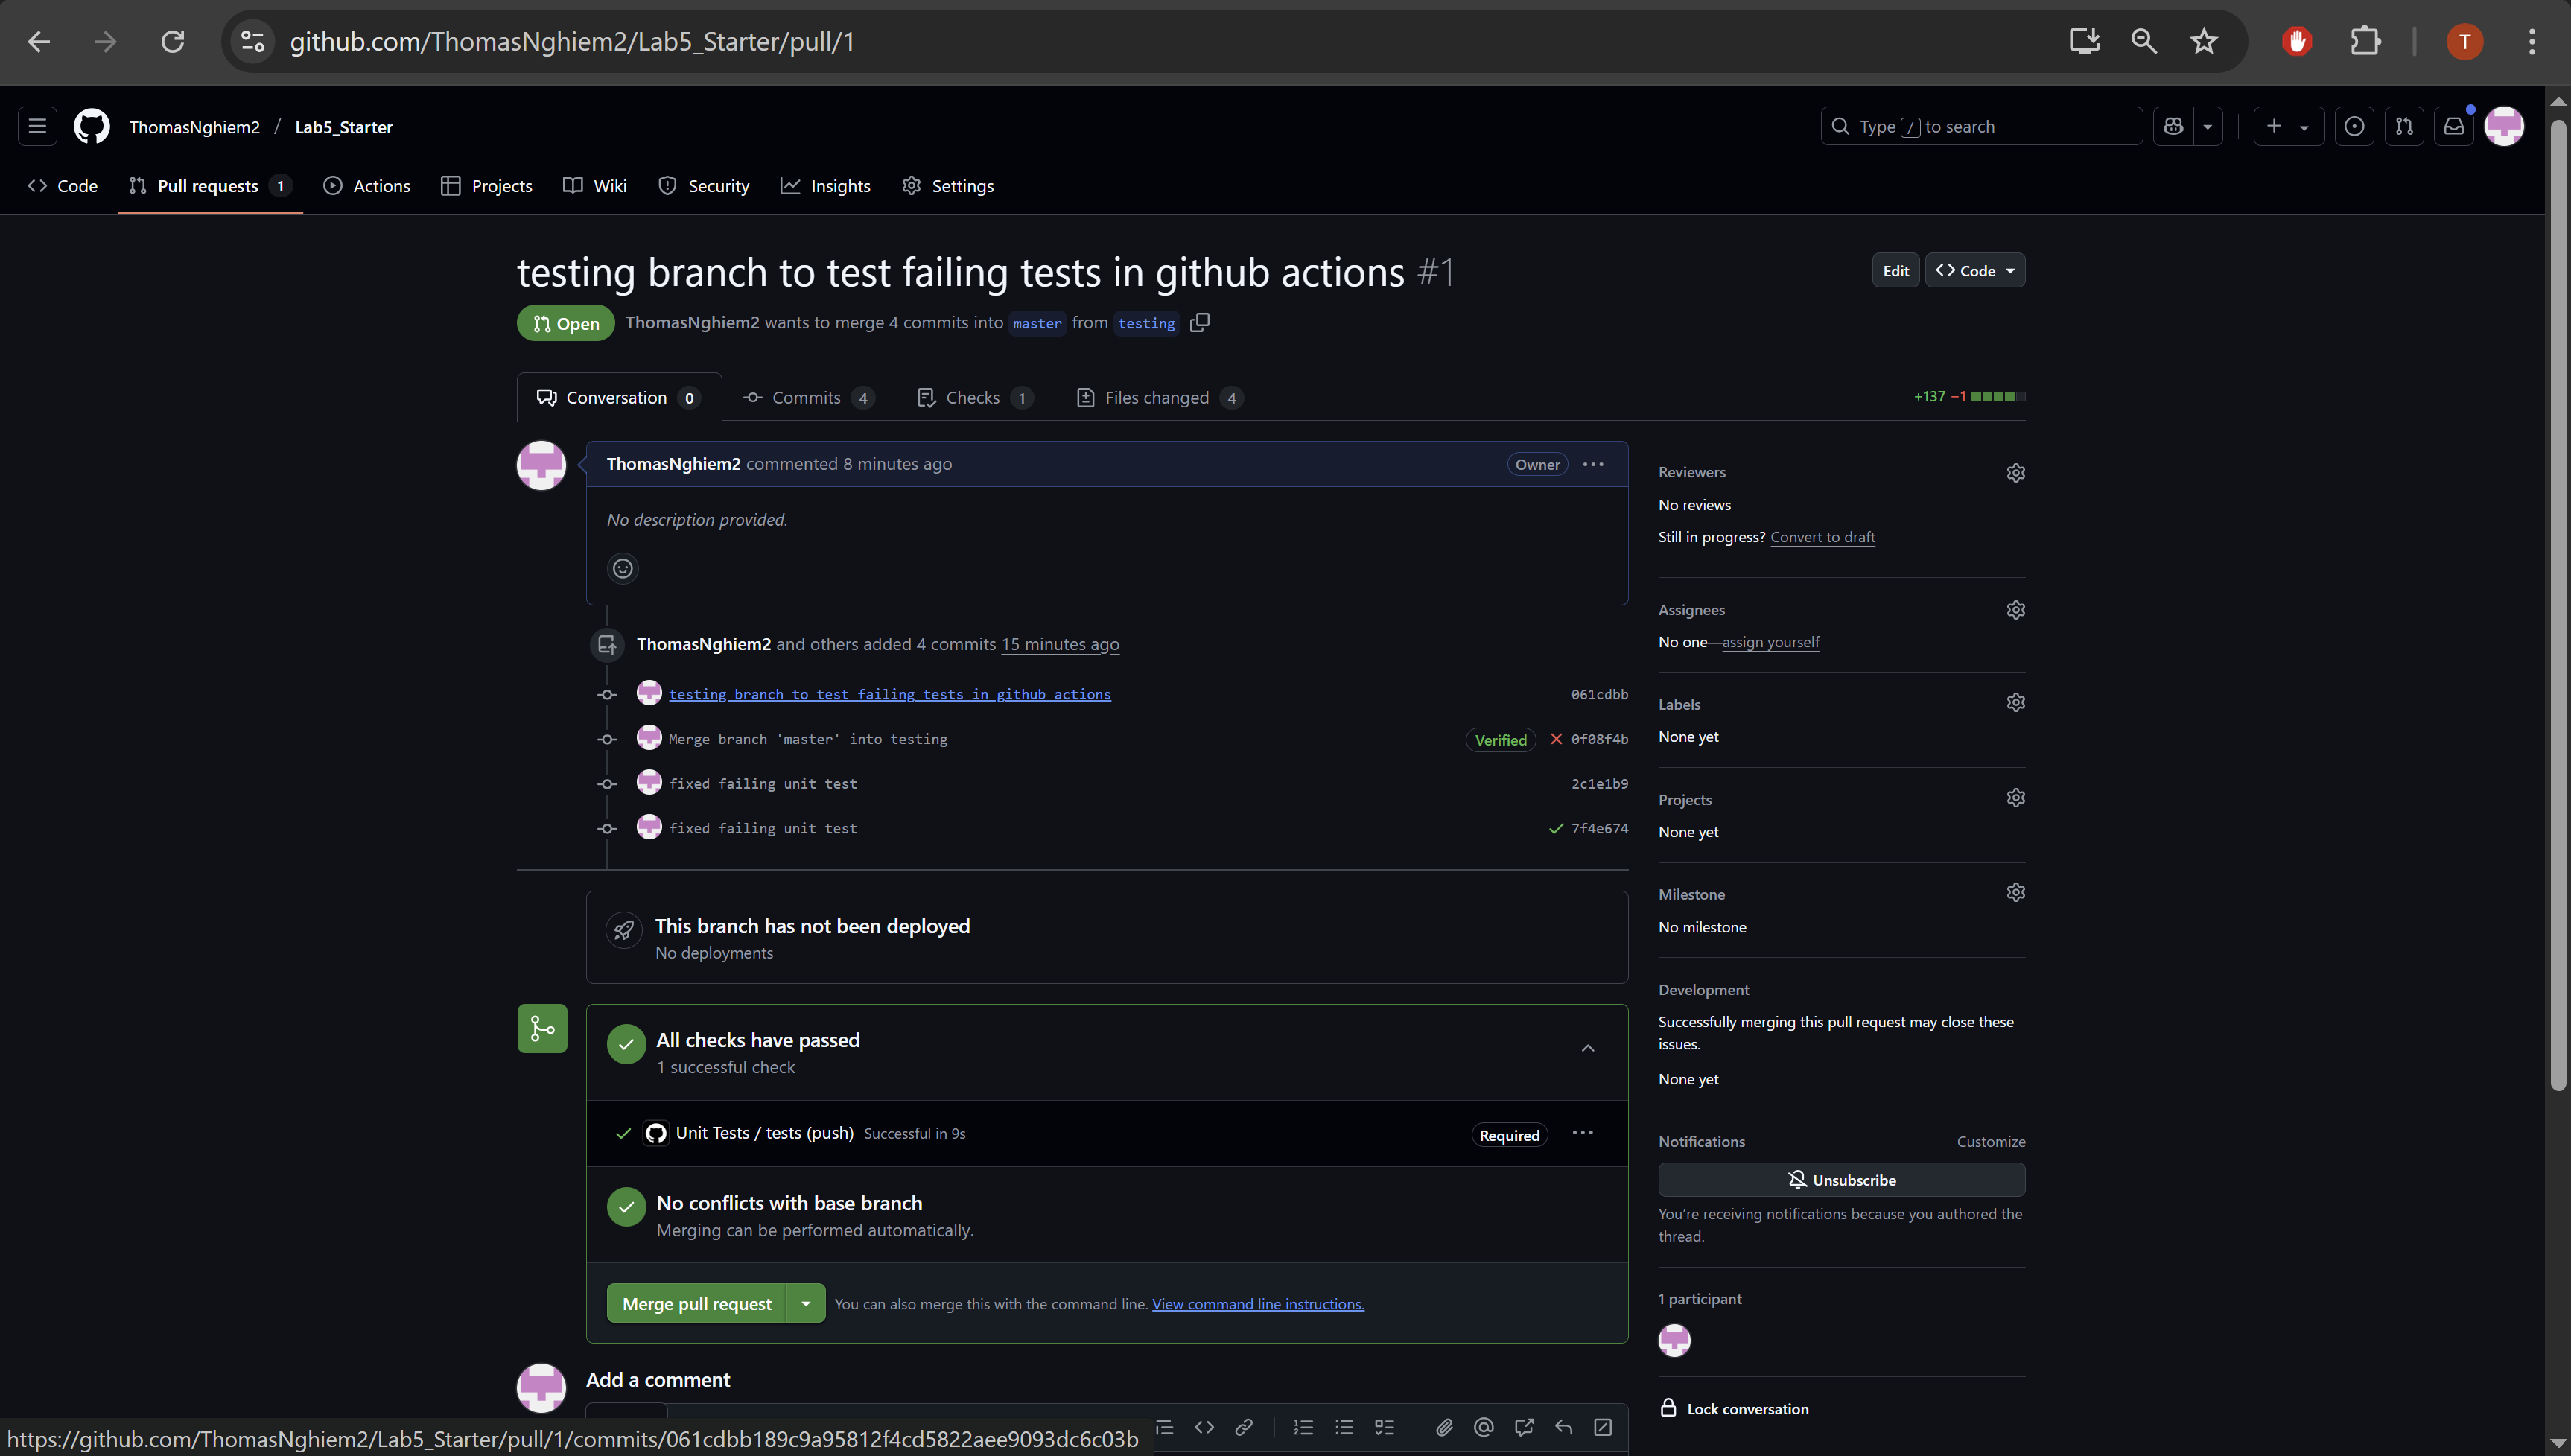 github.com/ThomasNghiem2/Lab5_Starter/pull/1
T
ThomasNghiem2 / Lab5_Starter
Type / to search
Code
Pull requests 1
Actions
Projects
Wiki
Security
Insights
Settings
testing branch to test failing tests in github actions #1
Edit
Code
Open
ThomasNghiem2 wants to merge 4 commits into master from testing
Conversation 0
Commits 4
Checks 1
Files changed 4
+137 −1
ThomasNghiem2 commented 8 minutes ago
Owner
No description provided.
ThomasNghiem2 and others added 4 commits 15 minutes ago
testing branch to test failing tests in github actions
061cdbb
Merge branch 'master' into testing
Verified
0f08f4b
fixed failing unit test
2c1e1b9
fixed failing unit test
7f4e674
This branch has not been deployed
No deployments
All checks have passed
1 successful check
Unit Tests / tests (push) Successful in 9s
Required
No conflicts with base branch
Merging can be performed automatically.
Merge pull request
You can also merge this with the command line. View command line instructions.
Add a comment
Reviewers
No reviews
Still in progress? Convert to draft
Assignees
No one—assign yourself
Labels
None yet
Projects
None yet
Milestone
No milestone
Development
Successfully merging this pull request may close these
issues.
None yet
Notifications
Customize
Unsubscribe
You're receiving notifications because you authored the
thread.
1 participant
Lock conversation
https://github.com/ThomasNghiem2/Lab5_Starter/pull/1/commits/061cdbb189c9a95812f4cd5822aee9093dc6c03b